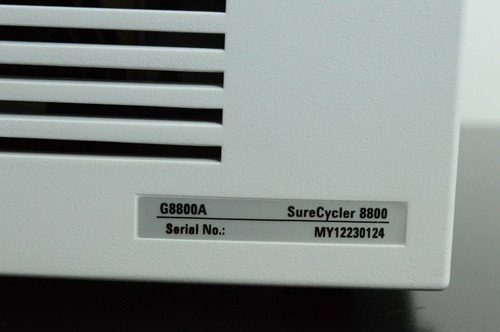 G8800A SureCycler 8800
Serial No.: MY12230124